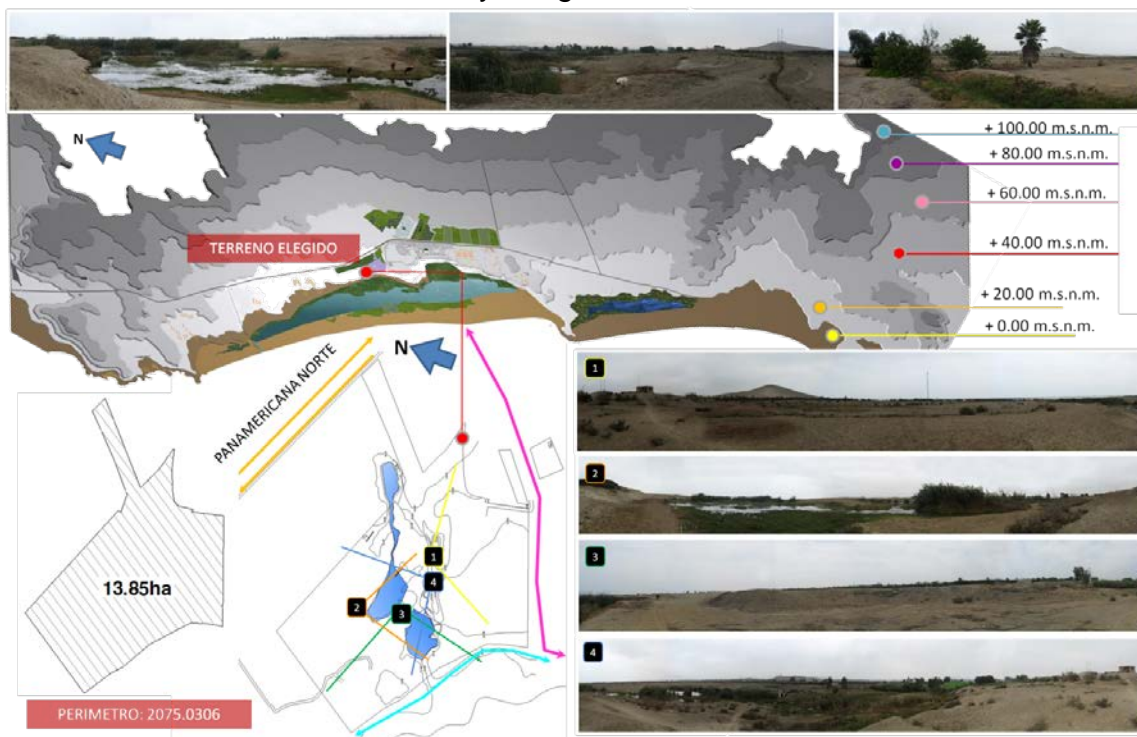 N
+ 100.00 m.s.n.m.
+ 80.00 m.s.n.m.
+ 60.00 m.s.n.m.
TERRENO ELEGIDO
+ 40.00 m.s.n.m.
+ 20.00 m.s.n.m.
+ 0.00 m.s.n.m.
N
PANAMERICANA NORTE
13.85ha
PERIMETRO: 2075.0306
1
4
2
3
1
2
3
4